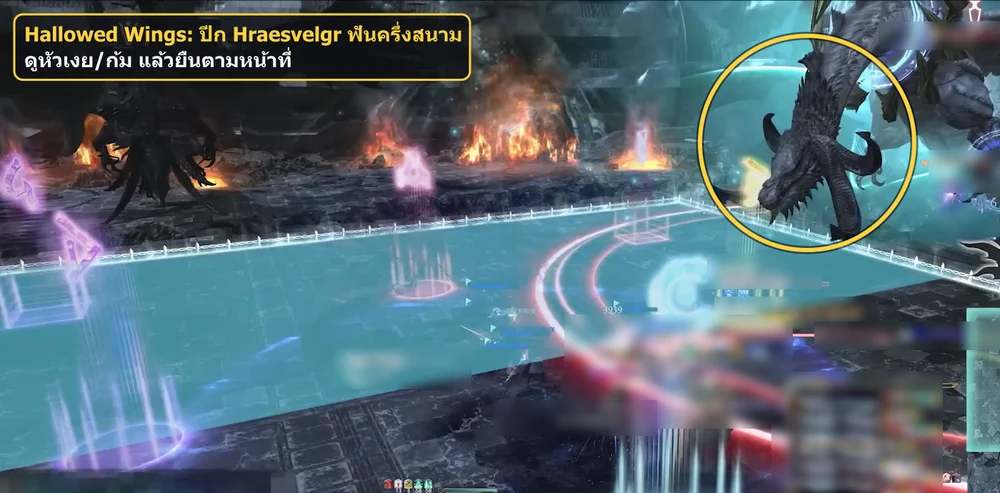 Hallowed Wings: ปีก Hraesvelgr ฟันครึ่งสนาม
ดูหัวเงย/ก้ม แล้วยืนตามหน้าที่
3939